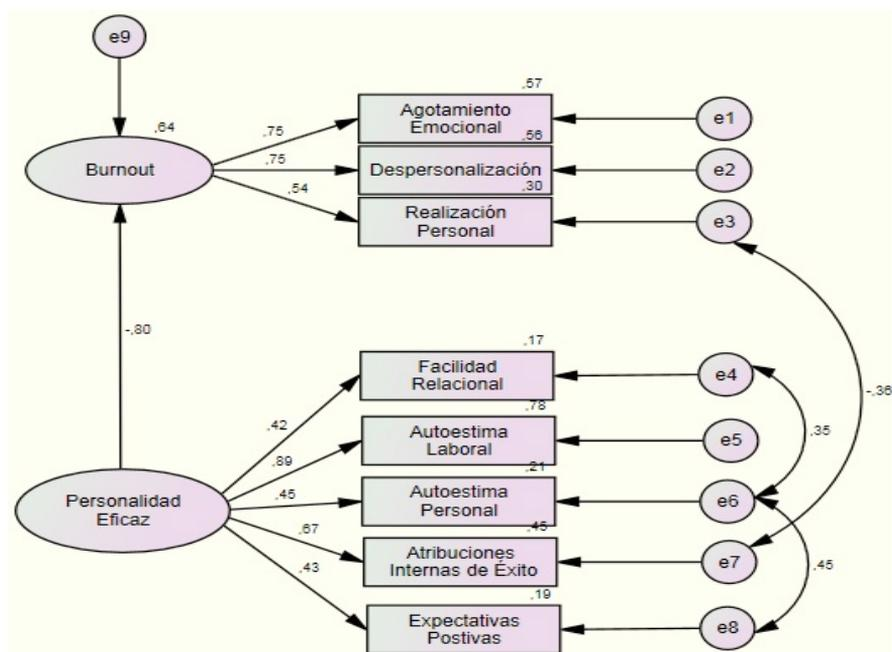 e9
,57
,64
Agotamiento
Emocional
e1
,75
,56
Burnout
,75
Despersonalización
e2
,30
,54
Realización
Personal
e3
-,80
,17
Facilidad
Relacional
e4
-,36
,78
,42
,35
Autoestima
Laboral
e5
,89
,21
Personalidad
Eficaz
,45
Autoestima
Personal
e6
,45
,67
Atribuciones
Internas de Éxito
e7
,45
,43
,19
Expectativas
Postivas
e8